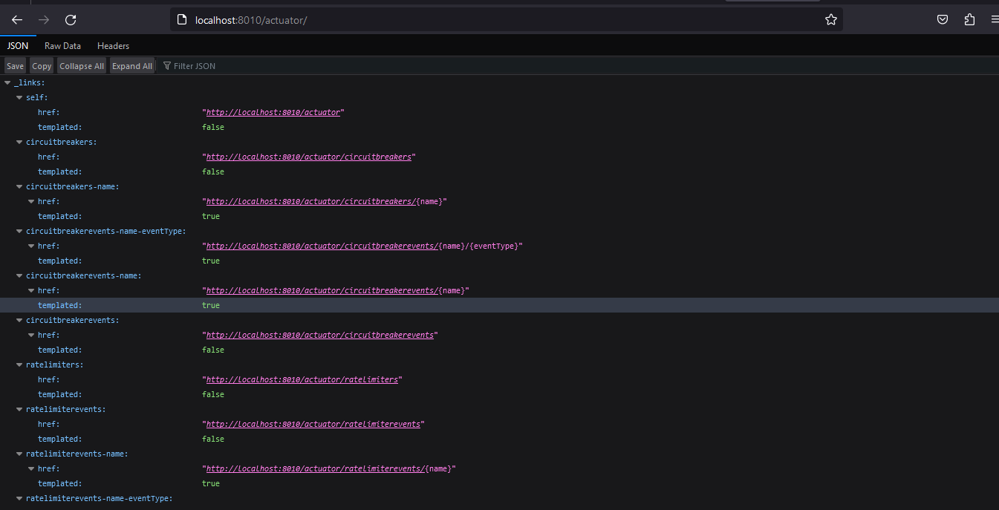 localhost:8010/actuator/
JSON Raw Data Headers
Save Copy Collapse All Expand All Filter JSON
_links:
self:
href: "http://localhost:8010/actuator"
templated: false
circuitbreakers:
href: "http://localhost:8010/actuator/circuitbreakers"
templated: false
circuitbreakers-name:
href: "http://localhost:8010/actuator/circuitbreakers/{name}"
templated: true
circuitbreakerevents-name-eventType:
href: "http://localhost:8010/actuator/circuitbreakerevents/{name}/{eventType}"
templated: true
circuitbreakerevents-name:
href: "http://localhost:8010/actuator/circuitbreakerevents/{name}"
templated: true
circuitbreakerevents:
href: "http://localhost:8010/actuator/circuitbreakerevents"
templated: false
ratelimiters:
href: "http://localhost:8010/actuator/ratelimiters"
templated: false
ratelimiterevents:
href: "http://localhost:8010/actuator/ratelimiterevents"
templated: false
ratelimiterevents-name:
href: "http://localhost:8010/actuator/ratelimiterevents/{name}"
templated: true
ratelimiterevents-name-eventType: